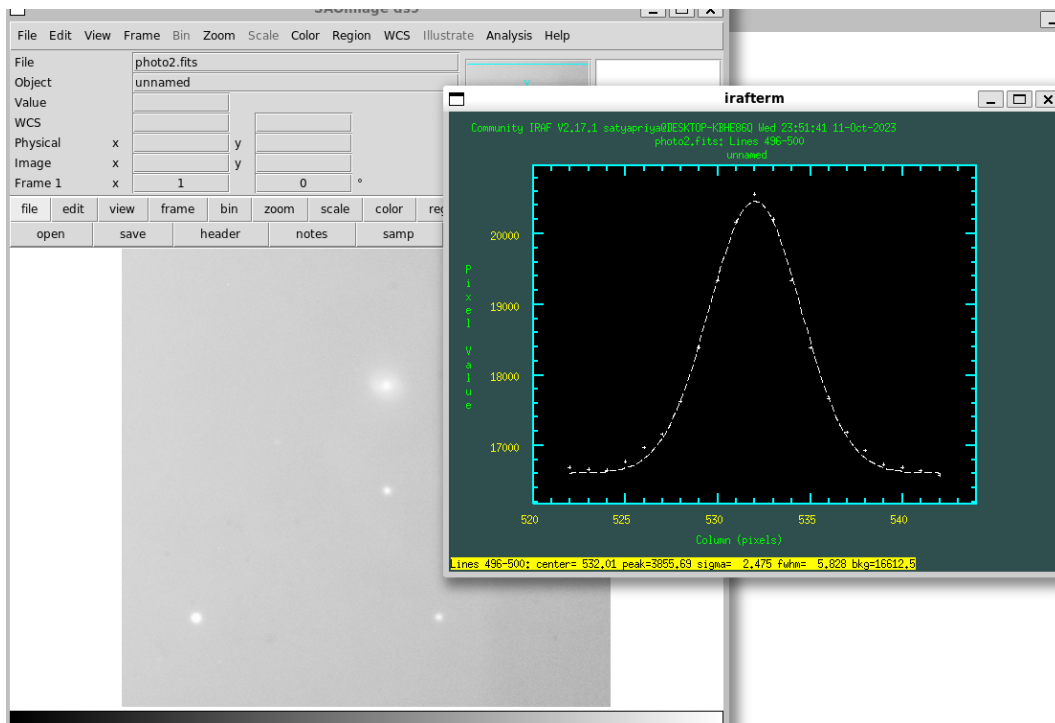 SAOImage ds9
File Edit View Frame Bin Zoom Scale Color Region WCS Illustrate Analysis Help
File photo2.fits
Object unnamed
Value
WCS
Physical x y
Image x y
Frame 1 x 1 0 °
file edit view frame bin zoom scale color reg
open save header notes samp
irafterm
Community IRAF V2.17.1 satyapriya@DESKTOP-KBHE86Q Wed 23:51:41 11-Oct-2023
photo2.fits: Lines 496-500
unnamed
20000
19000
18000
17000
Pixel Value
520 525 530 535 540
Column (pixels)
Lines 496-500: center= 532.01 peak=3855.69 sigma= 2.475 fwhm= 5.828 bkg=16612.5